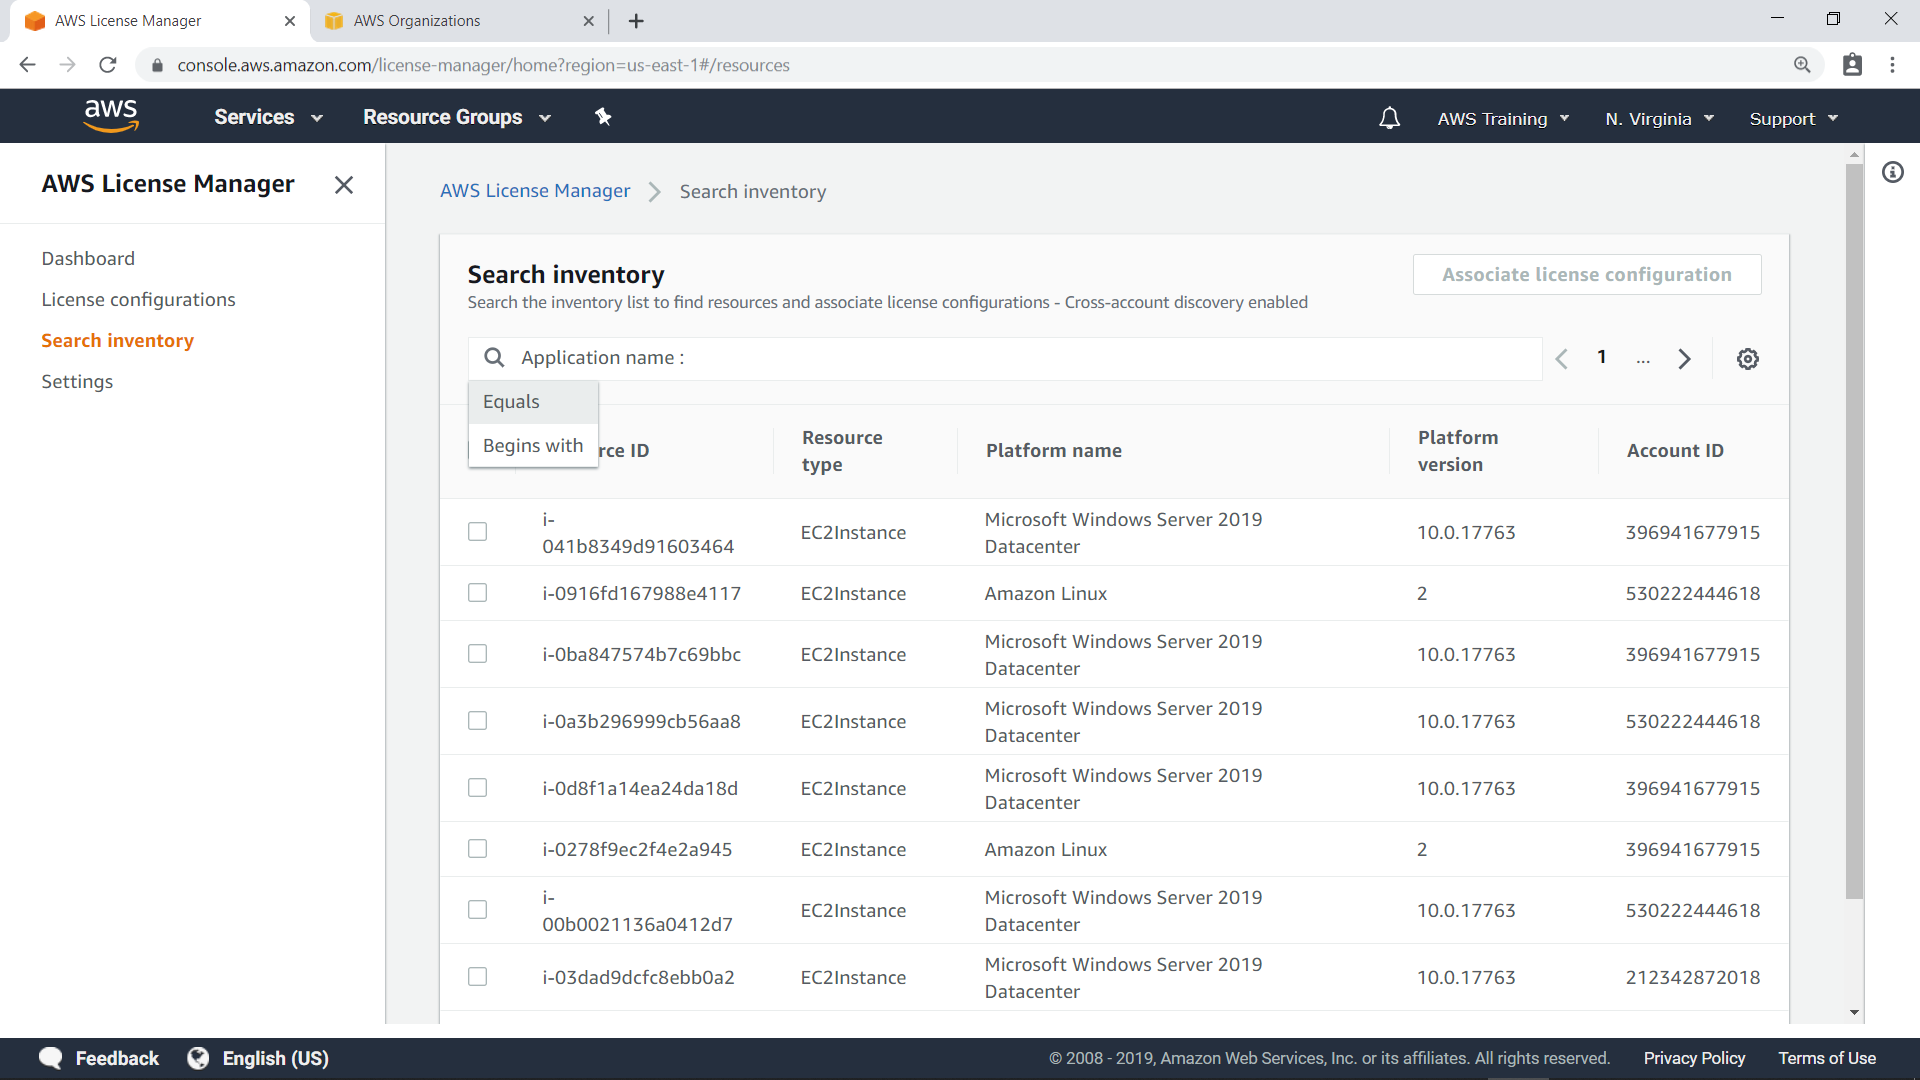 AWS License Manager
AWS Organizations
console.aws.amazon.com/license-manager/home?region=us-east-1#/resources
aws
Services
Resource Groups
AWS Training
N. Virginia
Support
AWS License Manager
Dashboard
License configurations
Search inventory
Settings
AWS License Manager
Search inventory
Search inventory
Associate license configuration
Search the inventory list to find resources and associate license configurations - Cross-account discovery enabled
Application name :
1
...
Equals
Begins with
rce ID
Resource
type
Platform name
Platform
version
Account ID
i-
041b8349d91603464
EC2Instance
Microsoft Windows Server 2019
Datacenter
10.0.17763
396941677915
i-0916fd167988e4117
EC2Instance
Amazon Linux
2
530222444618
i-0ba847574b7c69bbc
EC2Instance
Microsoft Windows Server 2019
Datacenter
10.0.17763
396941677915
i-0a3b296999cb56aa8
EC2Instance
Microsoft Windows Server 2019
Datacenter
10.0.17763
530222444618
i-0d8f1a14ea24da18d
EC2Instance
Microsoft Windows Server 2019
Datacenter
10.0.17763
396941677915
i-0278f9ec2f4e2a945
EC2Instance
Amazon Linux
2
396941677915
i-
00b0021136a0412d7
EC2Instance
Microsoft Windows Server 2019
Datacenter
10.0.17763
530222444618
i-03dad9dcfc8ebb0a2
EC2Instance
Microsoft Windows Server 2019
Datacenter
10.0.17763
212342872018
Feedback
English (US)
© 2008 - 2019, Amazon Web Services, Inc. or its affiliates. All rights reserved.
Privacy Policy
Terms of Use